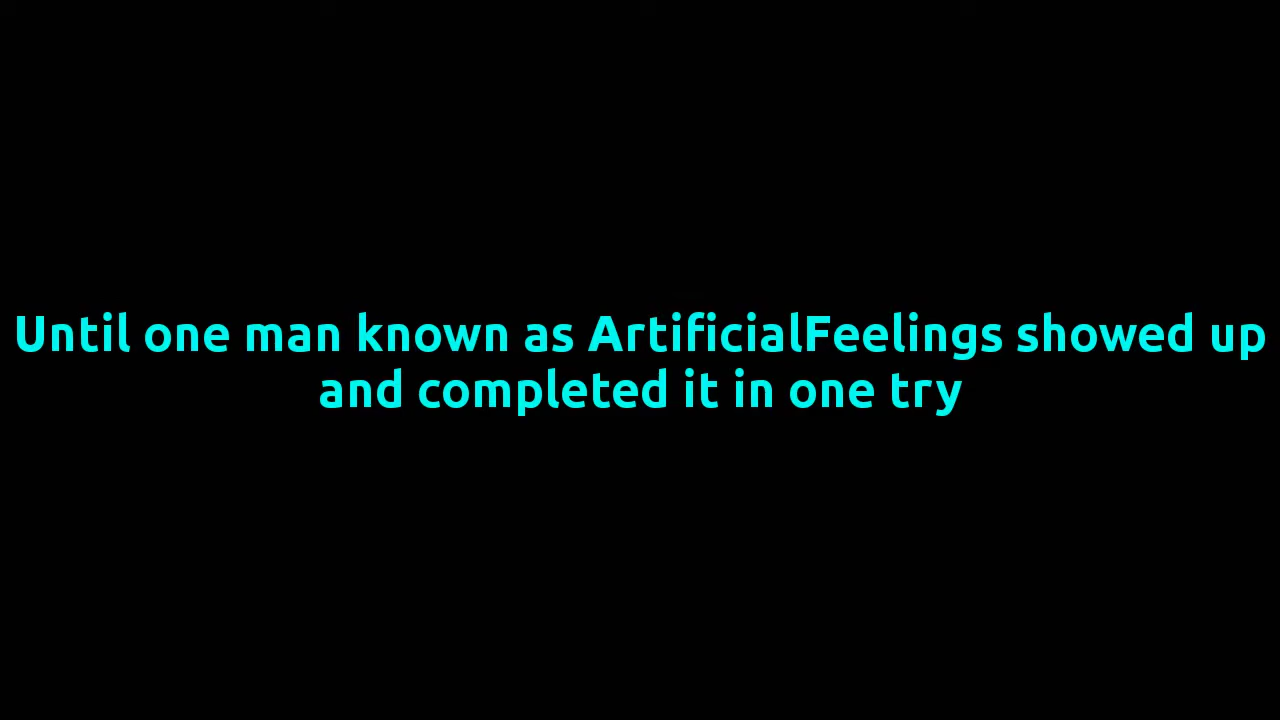 Until one man known as ArtificialFeelings showed up
and completed it in one try